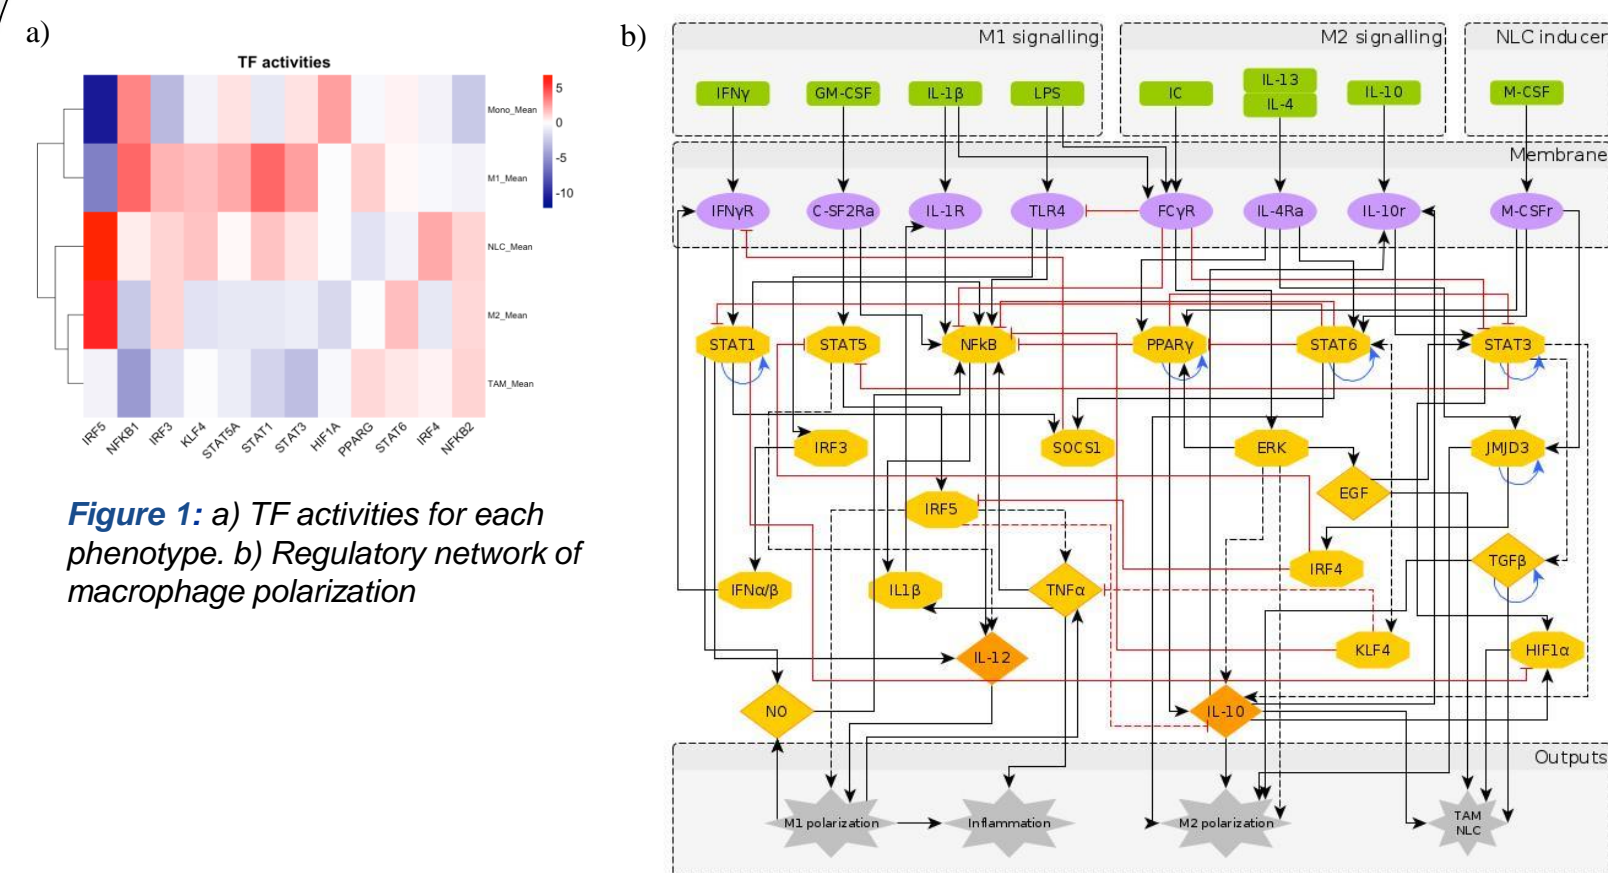 a)
TF activities
Mono_Mean
M1_Mean
NLC_Mean
M2_Mean
TAM_Mean
5
0
-5
-10
IRF5
NFKB1
IRF3
KLF4
STAT5A
STAT1
STAT3
HIF1A
PPARG
STAT6
IRF4
NFKB2
Figure 1: a) TF activities for each
phenotype. b) Regulatory network of
macrophage polarization
b)
M1 signalling
M2 signalling
NLC inducer
IFNγ
GM-CSF
IL-1β
LPS
IC
IL-13
IL-4
IL-10
M-CSF
Membrane
IFNγR
C-SF2Ra
IL-1R
TLR4
FCγR
IL-4Ra
IL-10r
M-CSFr
STAT1
STAT5
NFkB
PPARγ
STAT6
STAT3
IRF3
SOCS1
ERK
JMJD3
EGF
IRF5
IRF4
TGFβ
IFNα/β
IL1β
TNFα
KLF4
HIF1α
IL-12
NO
IL-10
Outputs
M1 polarization
Inflammation
M2 polarization
TAM
NLC